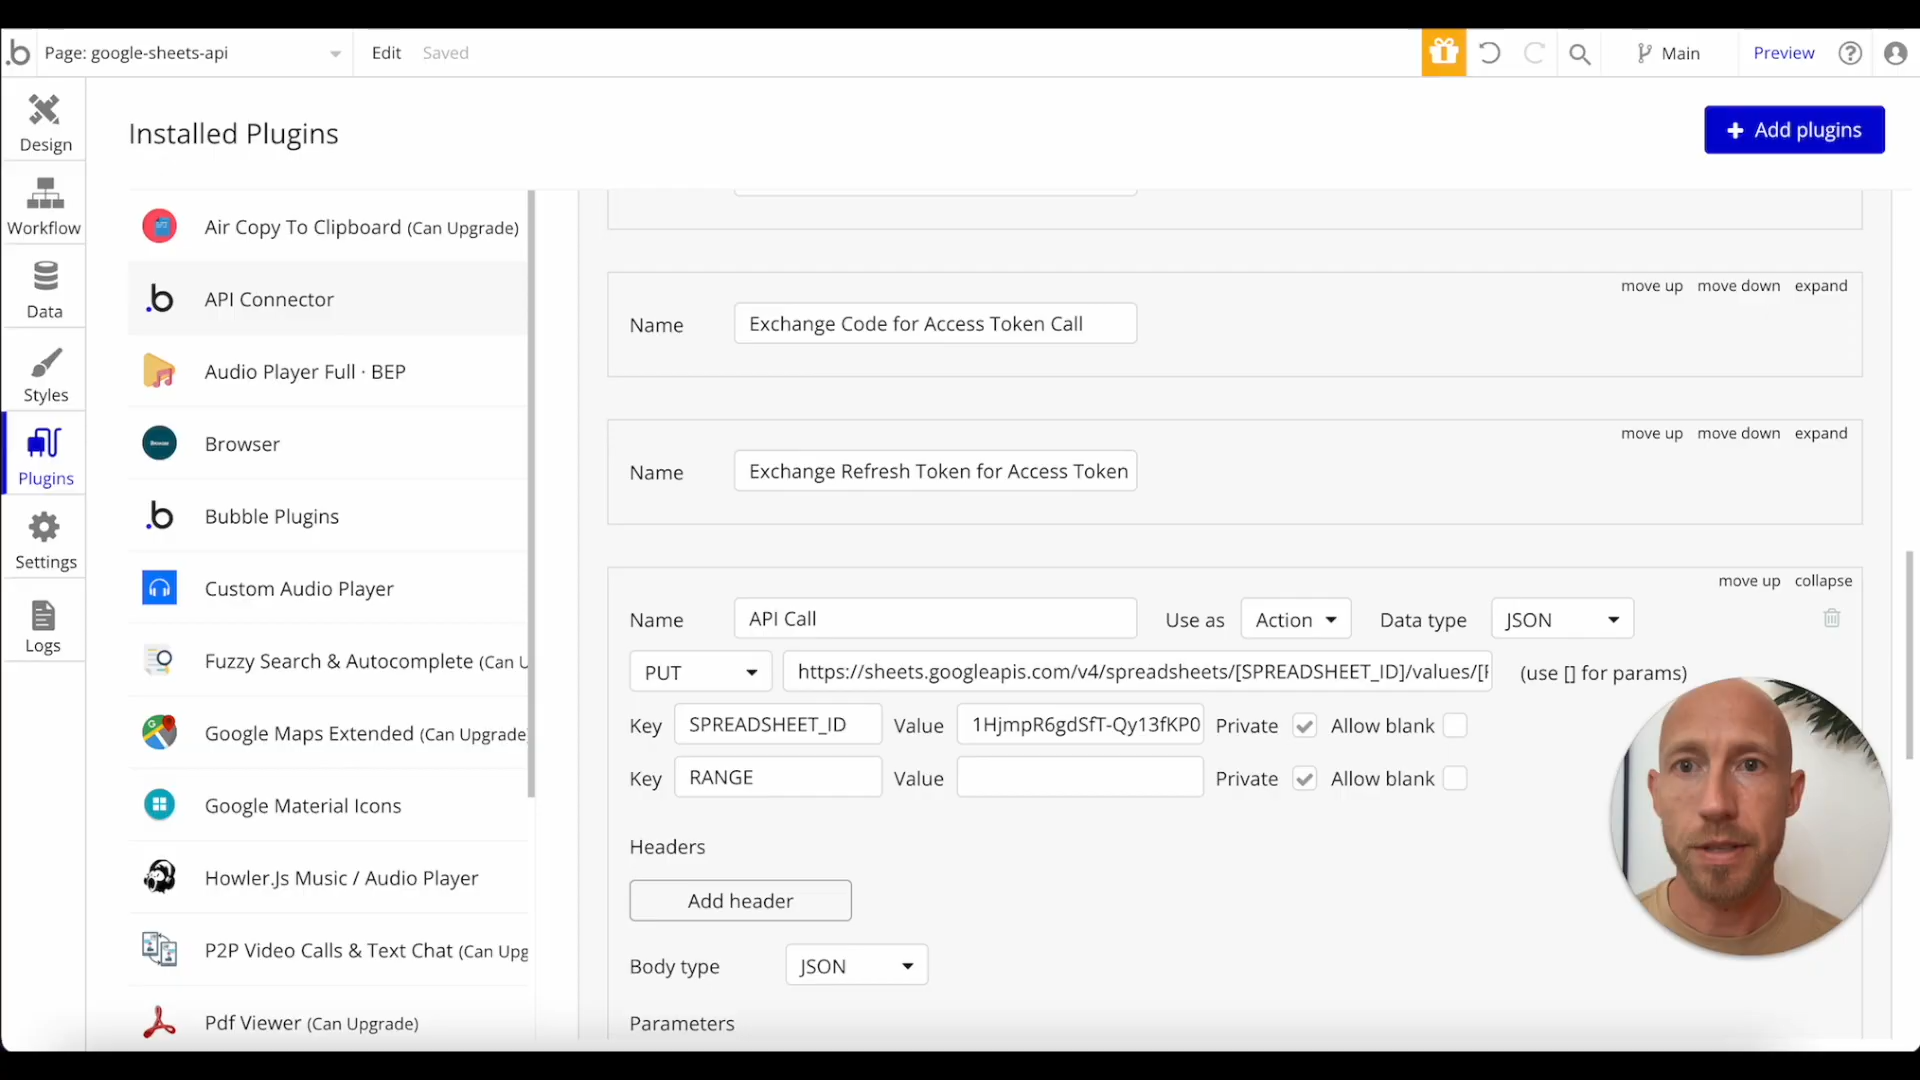 Page: google-sheets-api
Edit
Saved
Main
Preview
Design
Workflow
Data
Styles
Plugins
Settings
Logs
Installed Plugins
Add plugins
Air Copy To Clipboard (Can Upgrade)
API Connector
Audio Player Full · BEP
Browser
Bubble Plugins
Custom Audio Player
Fuzzy Search & Autocomplete (Can U
Google Maps Extended (Can Upgrade
Google Material Icons
Howler.Js Music / Audio Player
P2P Video Calls & Text Chat (Can Upg
Pdf Viewer (Can Upgrade)
move up move down expand
Name Exchange Code for Access Token Call
move up move down expand
Name Exchange Refresh Token for Access Token
move up collapse
Name API Call Use as Action Data type JSON
PUT https://sheets.googleapis.com/v4/spreadsheets/[SPREADSHEET_ID]/values/[ (use [] for params)
Key SPREADSHEET_ID Value 1HjmpR6gdSfT-Qy13fKP0 Private Allow blank
Key RANGE Value Private Allow blank
Headers
Add header
Body type JSON
Parameters